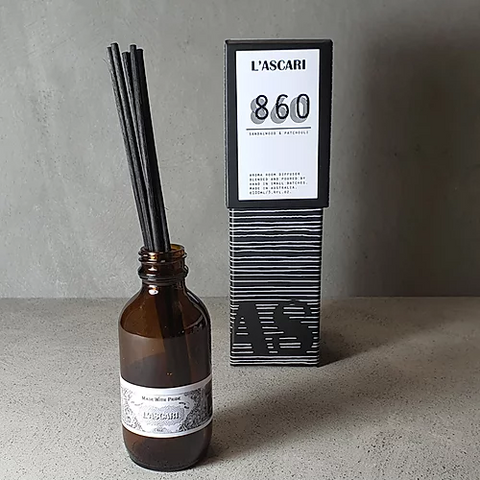 L'ASCARI
860
SANDALWOOD & PATCHOULI
AROMA ROOM DIFFUSER
BLENDED AND POURED BY
HAND IN SMALL BATCHES.
MADE IN AUSTRALIA.
AS
MADE WITH PRIDE
L'ASCARI